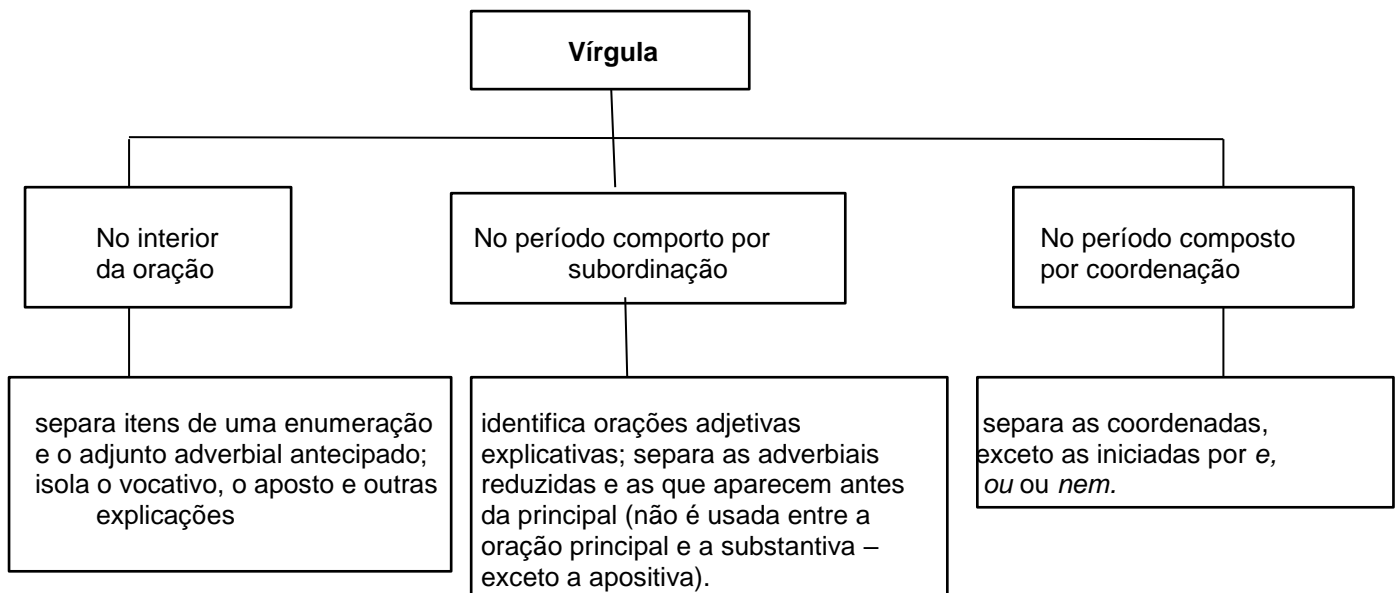 Vírgula
No interior
da oração
No período comporto por
subordinação
No período composto
por coordenação
separa itens de uma enumeração
e o adjunto adverbial antecipado;
isola o vocativo, o aposto e outras
explicações
identifica orações adjetivas
explicativas; separa as adverbiais
reduzidas e as que aparecem antes
da principal (não é usada entre a
oração principal e a substantiva –
exceto a apositiva).
separa as coordenadas,
exceto as iniciadas por e,
ou ou nem.